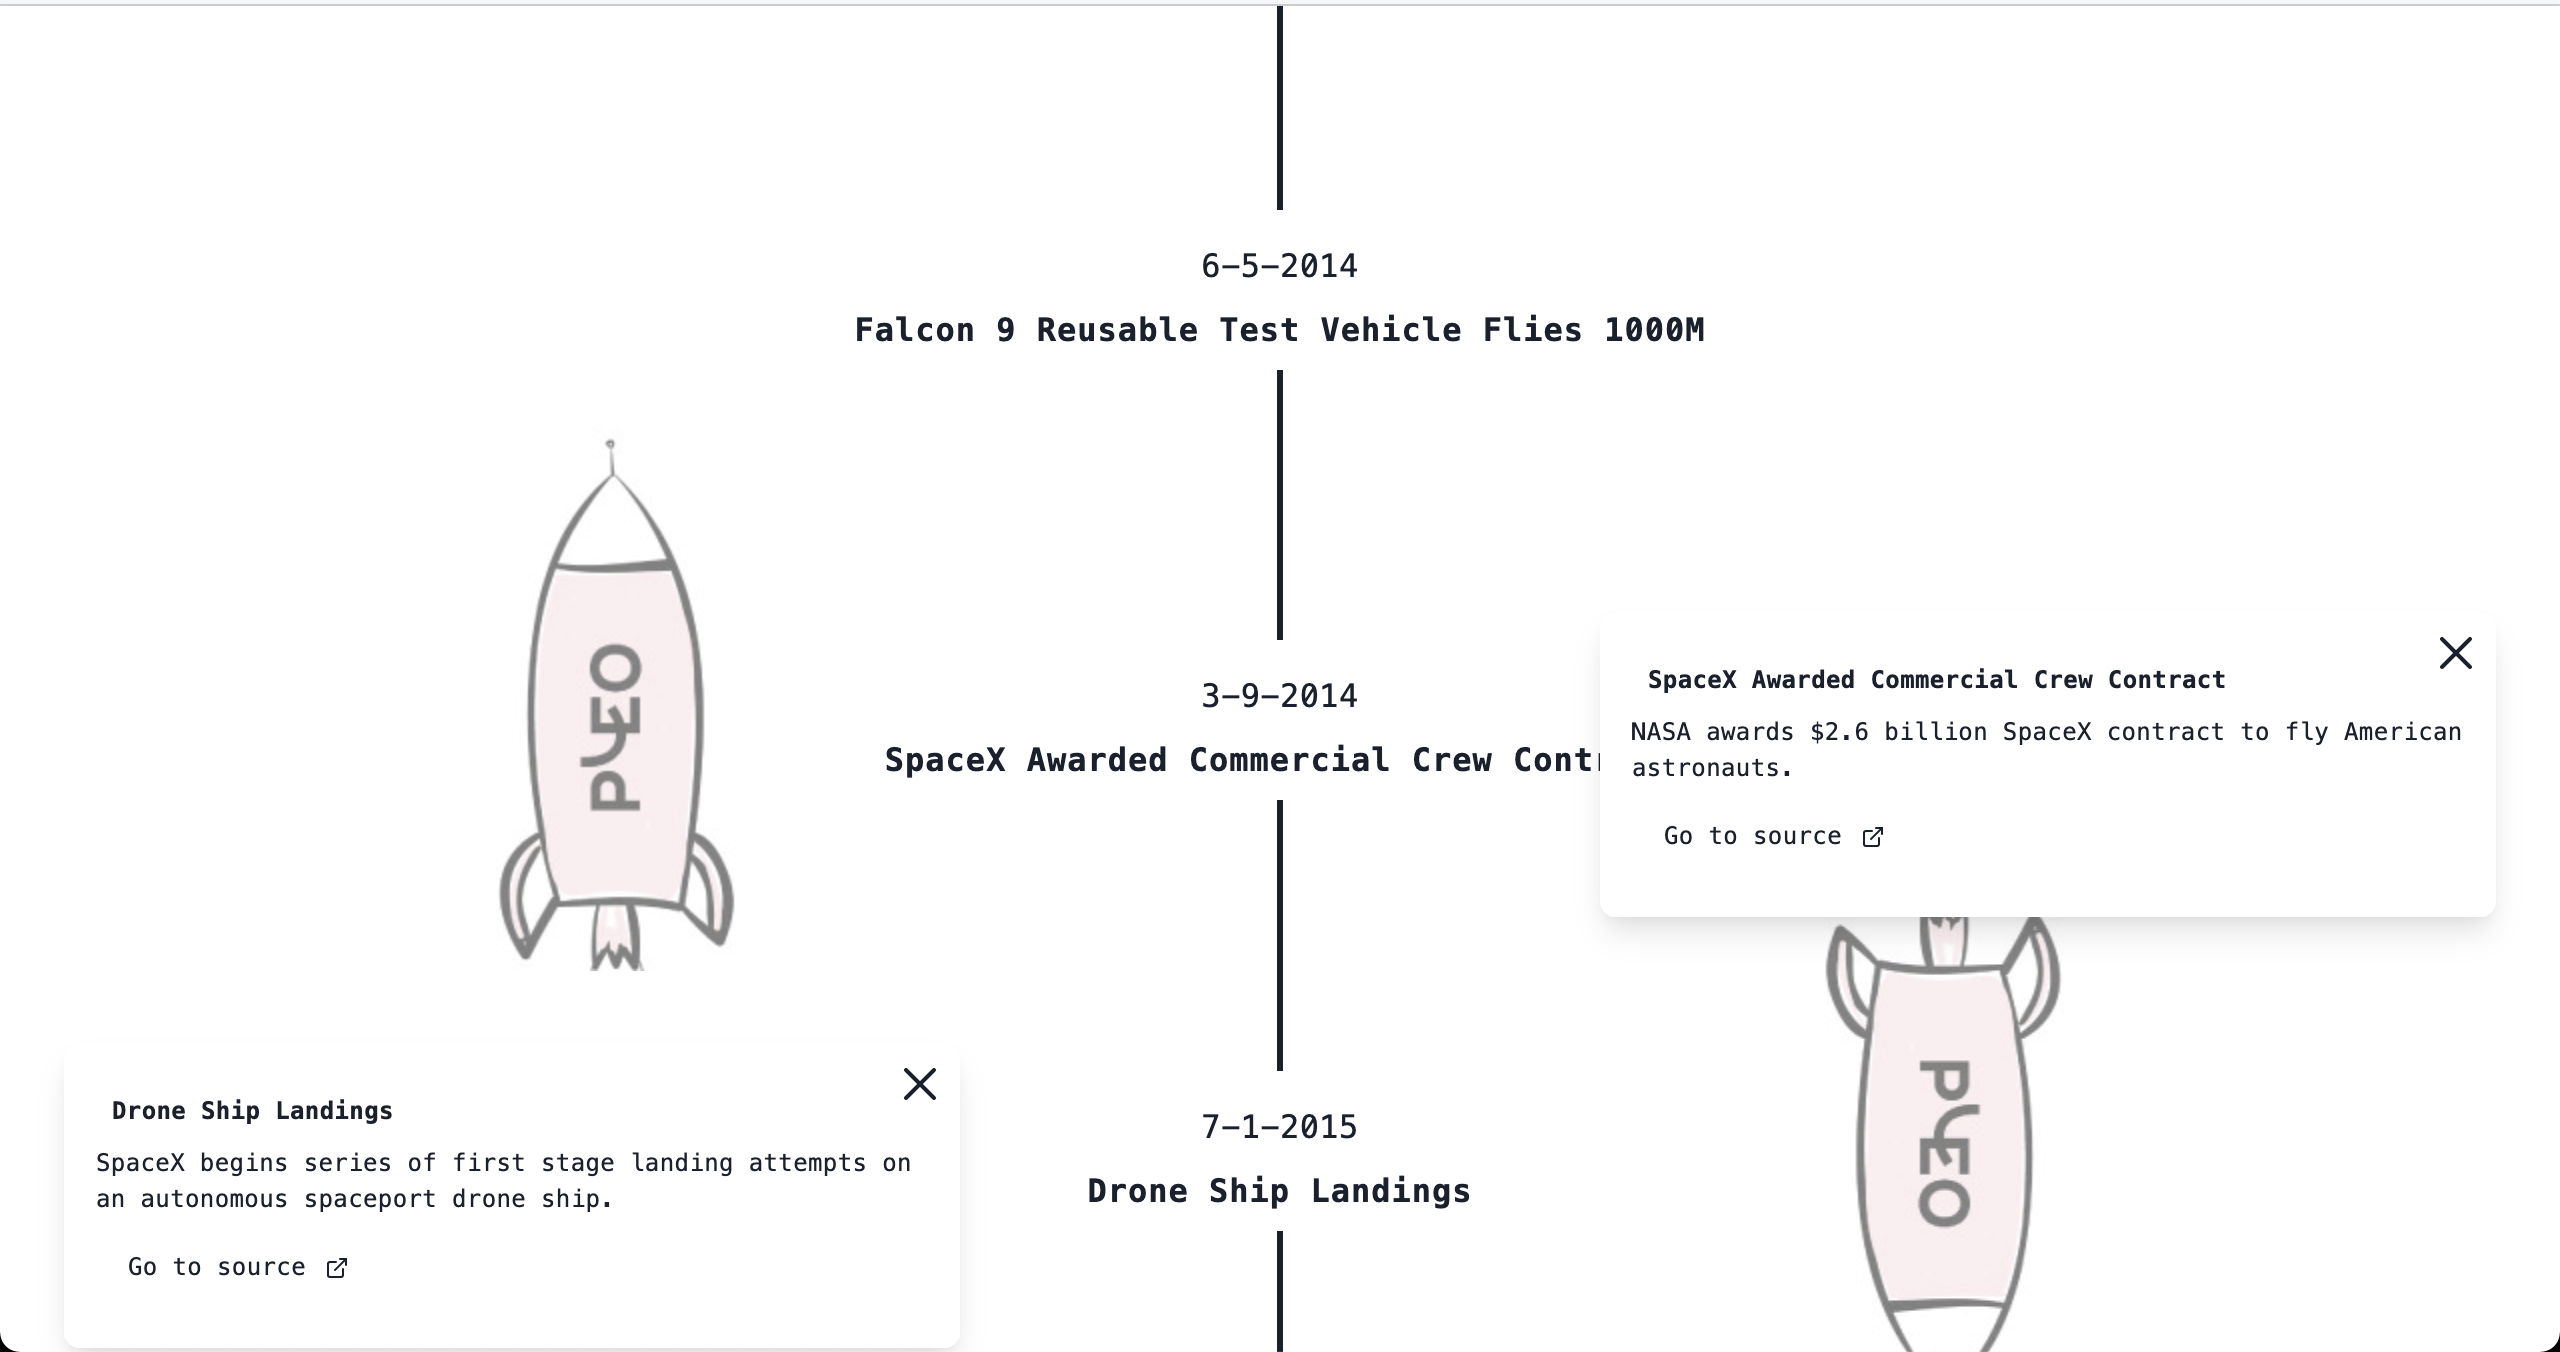 6-5-2014
Falcon 9 Reusable Test Vehicle Flies 1000M
PLEO
3-9-2014
SpaceX Awarded Commercial Crew Contr
SpaceX Awarded Commercial Crew Contract
NASA awards $2.6 billion SpaceX contract to fly American
astronauts.
Go to source
Drone Ship Landings
SpaceX begins series of first stage landing attempts on
an autonomous spaceport drone ship.
Go to source
7-1-2015
Drone Ship Landings
PLEO